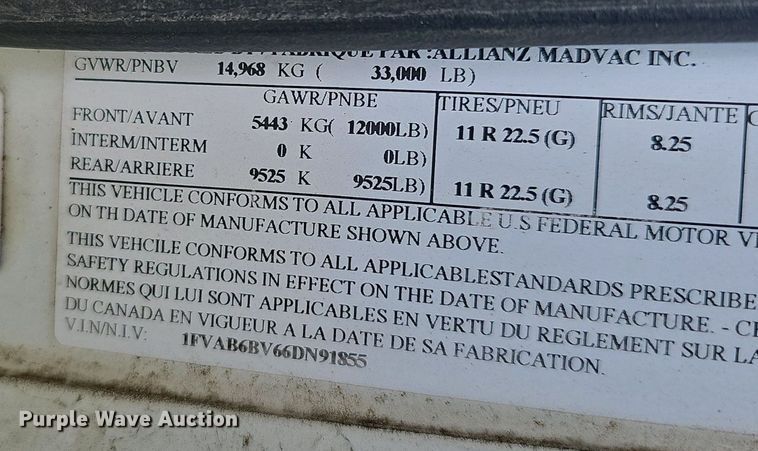 FABRIQUE PAR :ALLIANZ MADVAC INC.
GVWR/PNBV 14,968 KG ( 33,000 LB)
GAWR/PNBE TIRES/PNEU RIMS/JANTE
FRONT/AVANT 5443 KG( 12000LB) 11 R 22.5 (G) 8.25
INTERM/INTERM 0 K 0LB)
REAR/ARRIERE 9525 K 9525LB) 11 R 22.5 (G) 8.25
THIS VEHICLE CONFORMS TO ALL APPLICABLE U.S FEDERAL MOTOR
ON TH DATE OF MANUFACTURE SHOWN ABOVE.
THIS VEHCILE CONFORMS TO ALL APPLICABLESTANDARDS PRESCRIBE
SAFETY REGULATIONS IN EFFECT ON THE DATE OF MANUFACTURE. - CE
NORMES QUI LUI SONT APPLICABLES EN VERTU DU REGLEMENT SUR LA
DU CANADA EN VIGUEUR A LA DATE DE SA FABRICATION.
V.I.N/N.I.V: 1FVAB6BV66DN91855
Purple Wave Auction